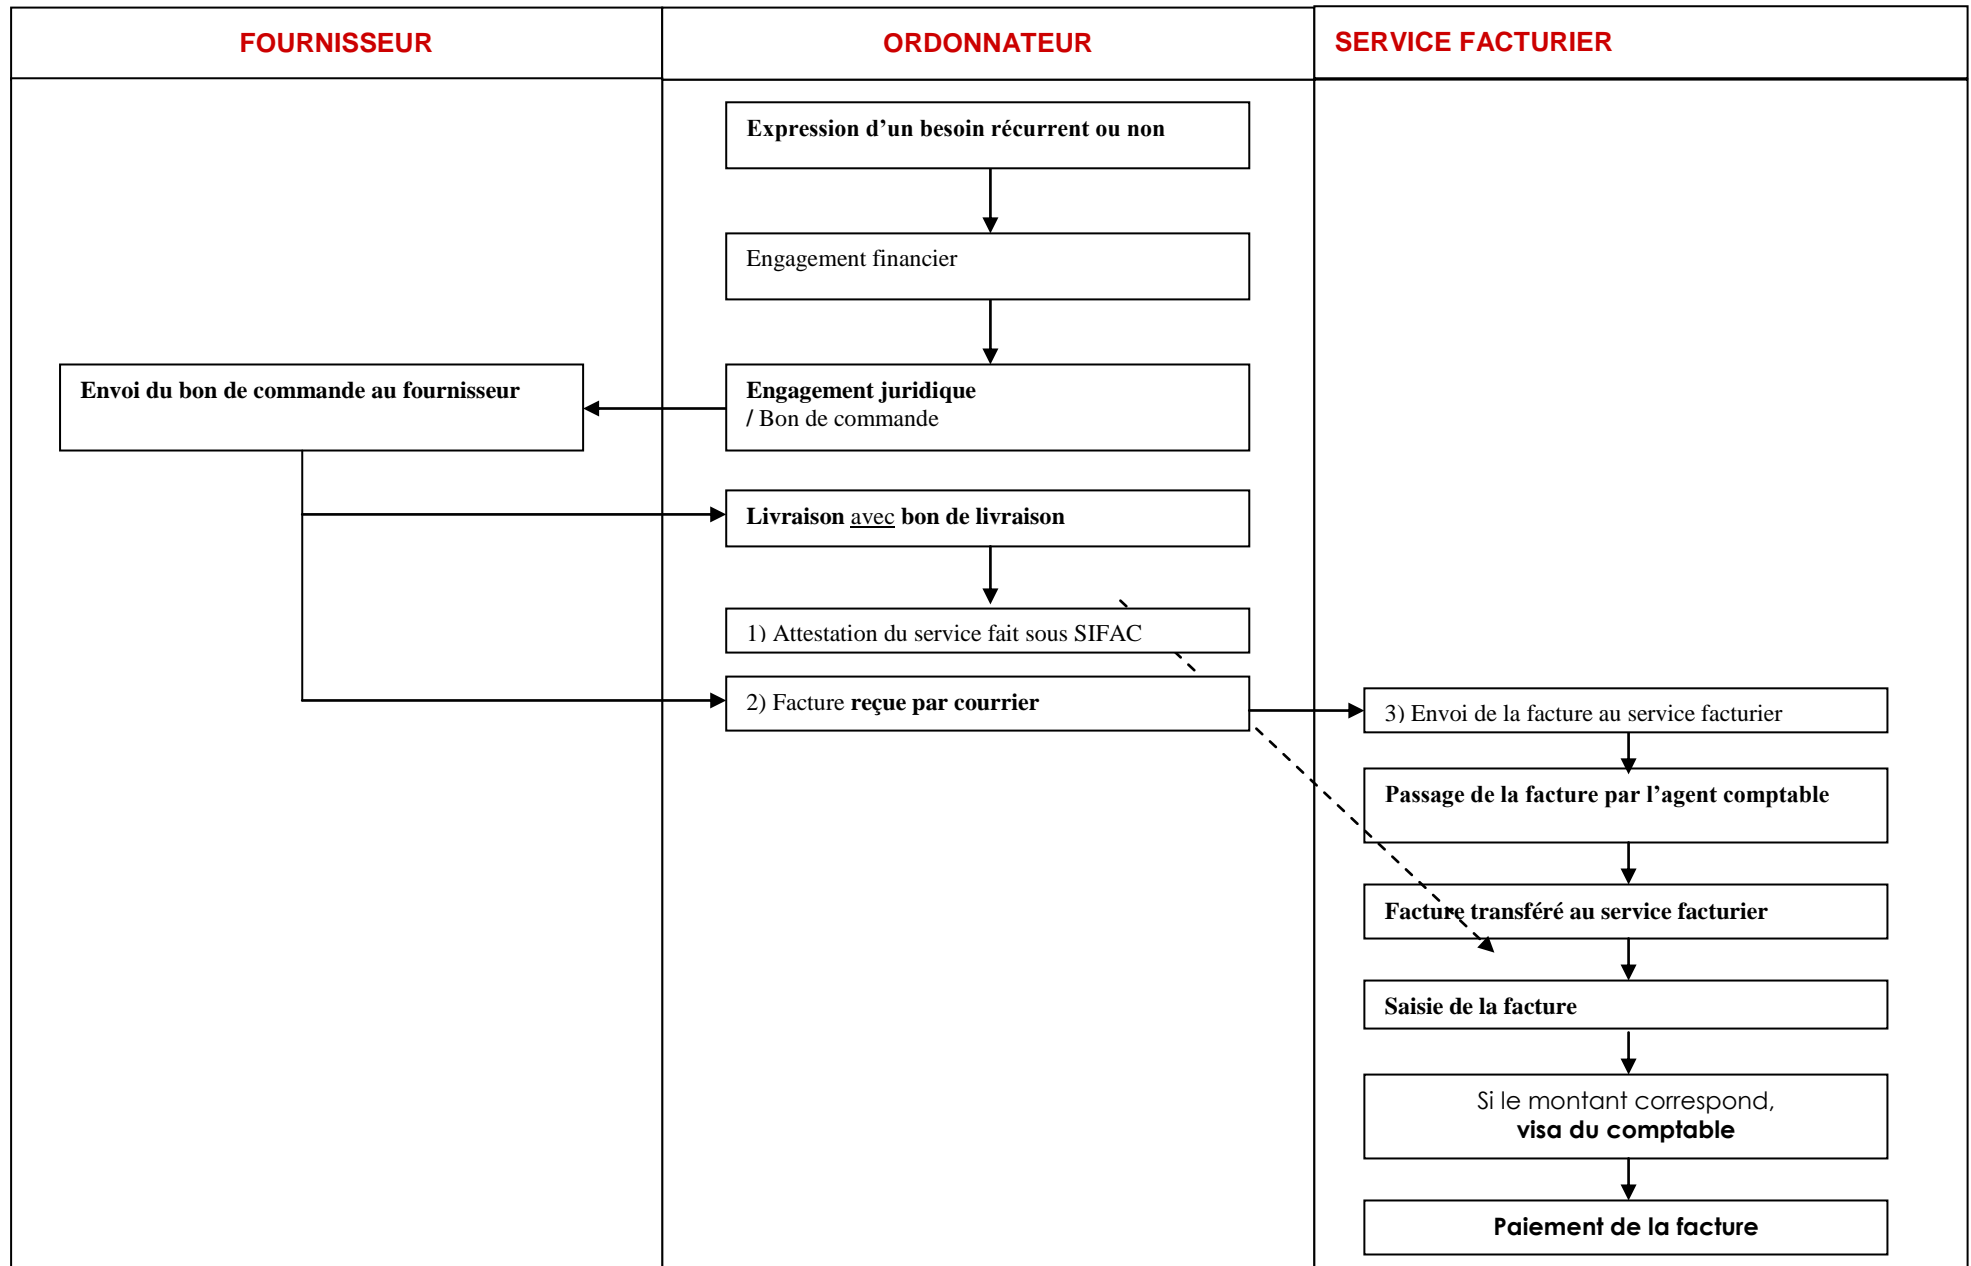 FOURNISSEUR
ORDONNATEUR
SERVICE FACTURIER
Expression d’un besoin récurrent ou non
Engagement financier
Envoi du bon de commande au fournisseur
Engagement juridique
/ Bon de commande
Livraison avec bon de livraison
1) Attestation du service fait sous SIFAC
2) Facture reçue par courrier
3) Envoi de la facture au service facturier
Passage de la facture par l’agent comptable
Facture transféré au service facturier
Saisie de la facture
Si le montant correspond,
visa du comptable
Paiement de la facture